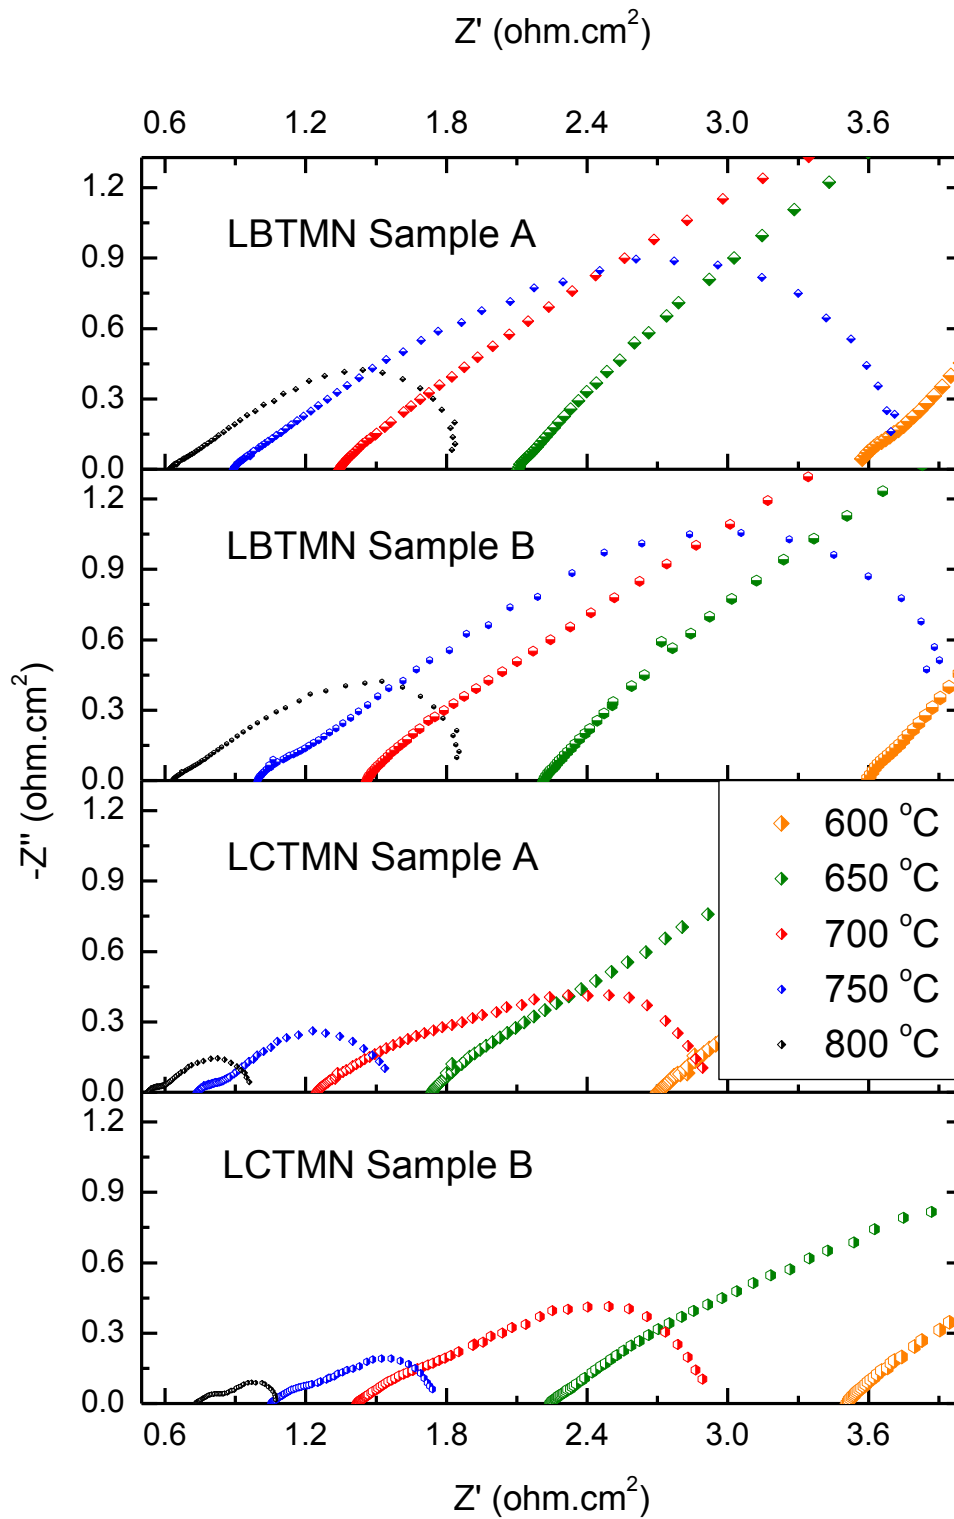 Z' (ohm.cm²)
0.6 1.2 1.8 2.4 3.0 3.6
1.2
LBTMN Sample A
0.9
0.6
0.3
0.0
1.2
LBTMN Sample B
0.9
0.6
0.3
0.0
-Z'' (ohm.cm²)
1.2
LCTMN Sample A
0.9
0.6
0.3
0.0
600 °C
650 °C
700 °C
750 °C
800 °C
1.2
LCTMN Sample B
0.9
0.6
0.3
0.0
0.6 1.2 1.8 2.4 3.0 3.6
Z' (ohm.cm²)